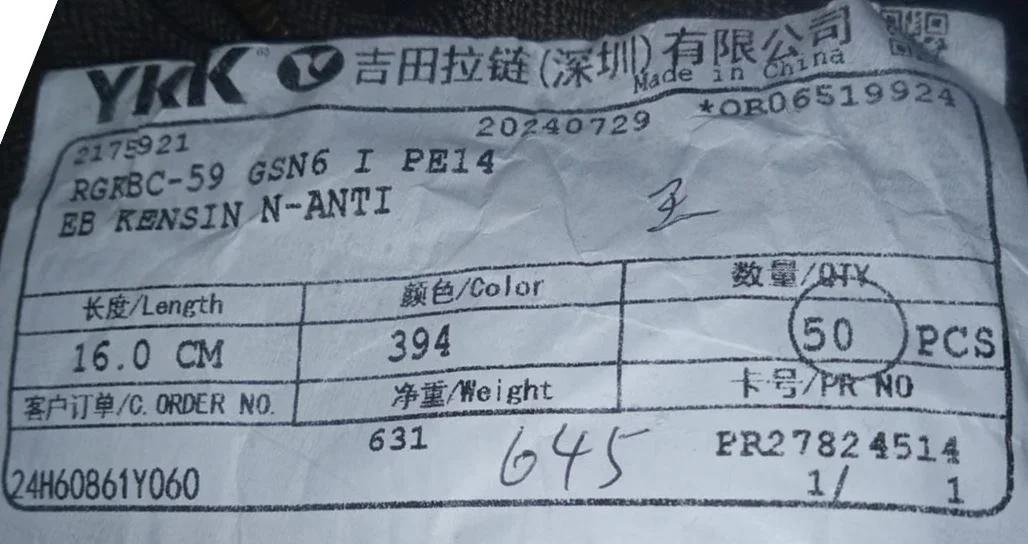 YKK 吉田拉链(深圳)有限公司
Made in China
2175921 20240729 *OR06519924
RGKBC-59 GSN6 I PE14
EB KENSIN N-ANTI
长度/Length 颜色/Color 数量/QTY
16.0 CM 394 50 PCS
客户订单/C. ORDER NO. 净重/Weight 卡号/PR NO
631 645 PR27824514
24H60861Y060 1/ 1